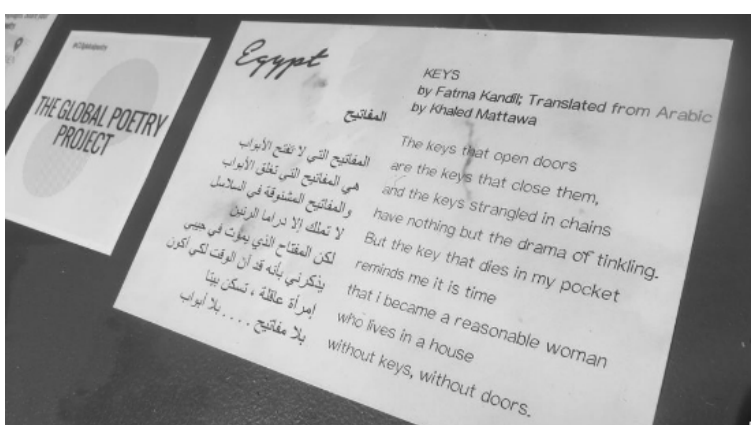 THE GLOBAL POETRY
PROJECT
Egypt
المفاتيح
المفاتيح التي لا تفتح الأبواب
هي المفاتيح التي تغلق الأبواب
والمفاتيح المشنوقة في السلاسل
لا تملك إلا دراما الرنين
لكن المفتاح الذي يموت في جيبي
يذكرني بأنه قد أن الوقت لكي أكون
إمرأة عاقلة ، تسكن بيتا
بلا مفاتيح . . . . بلا أبواب
KEYS
by Fatma Kandil; Translated from Arabic
by Khaled Mattawa
The keys that open doors
are the keys that close them,
and the keys strangled in chains
have nothing but the drama of tinkling.
But the key that dies in my pocket
reminds me it is time
that i became a reasonable woman
who lives in a house
without keys, without doors.